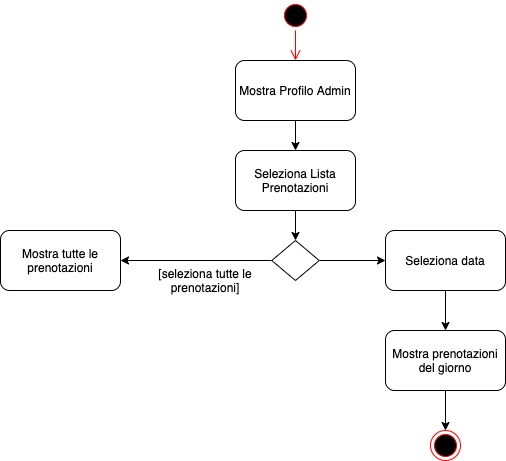 Mostra Profilo Admin
Seleziona Lista
Prenotazioni
Mostra tutte le
prenotazioni
[seleziona tutte le
prenotazioni]
Seleziona data
Mostra prenotazioni
del giorno